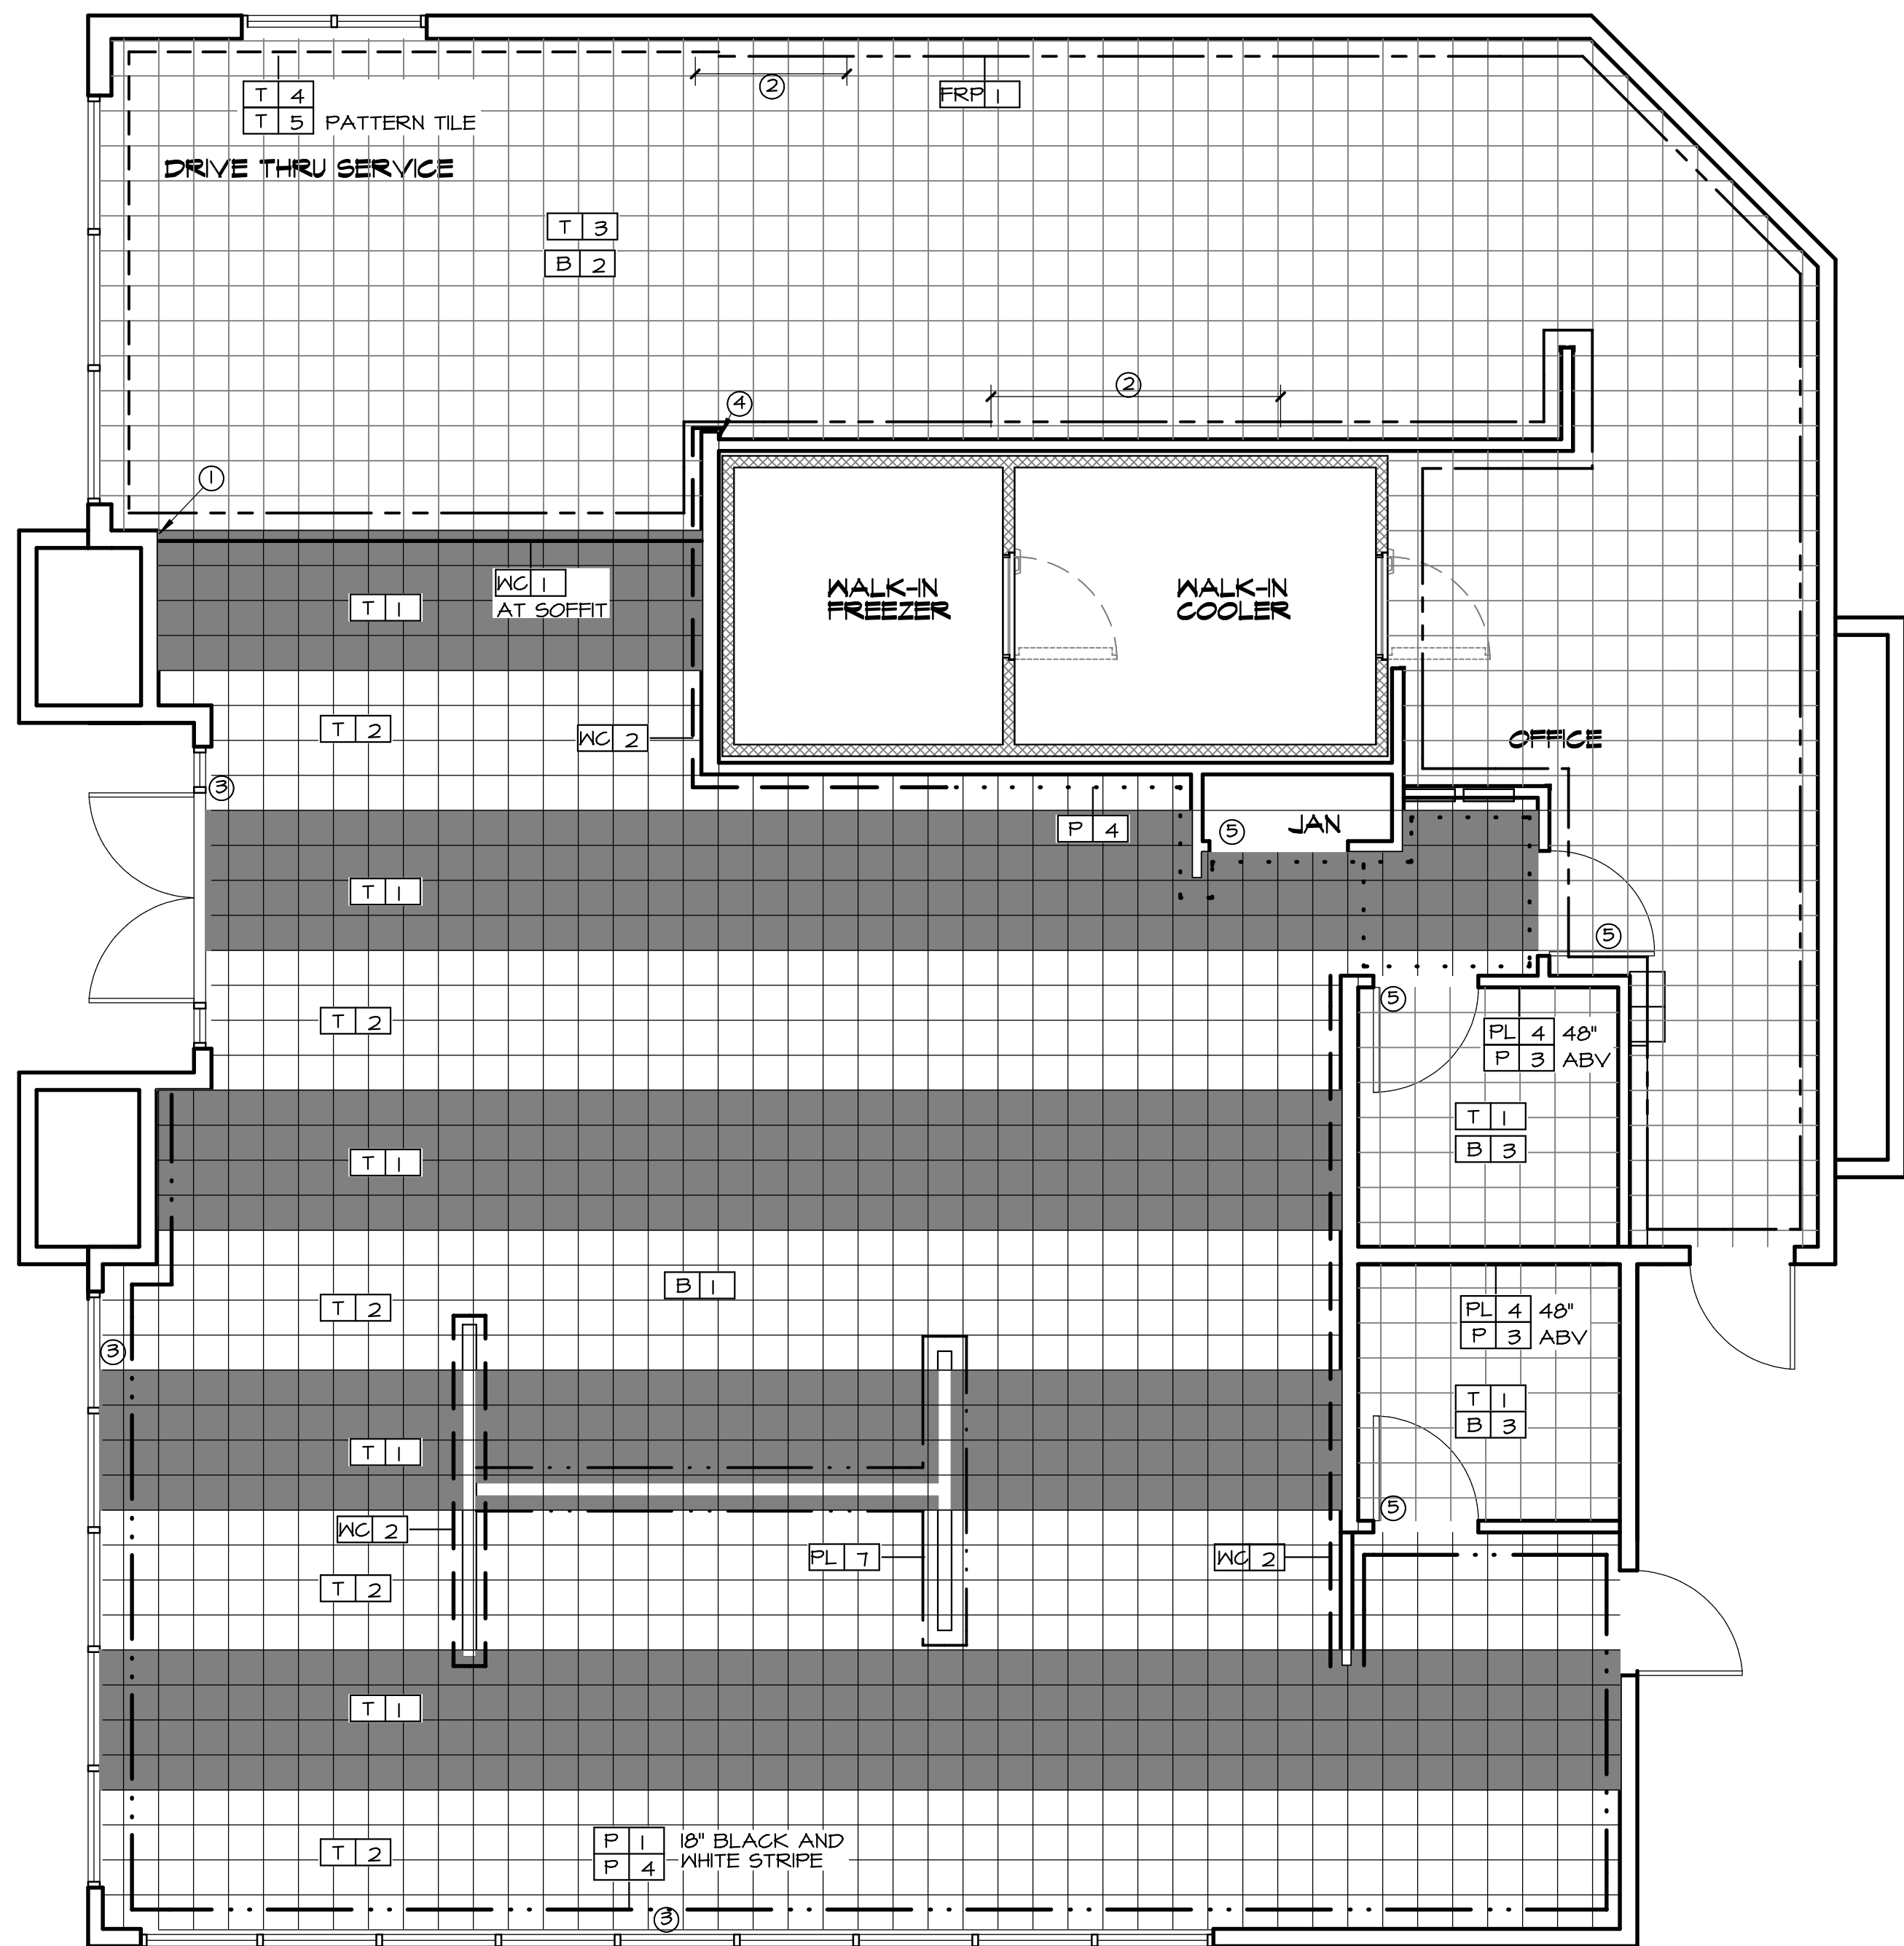 T 4
T 5 PATTERN TILE
2
FRP 1
DRIVE THRU SERVICE
T 3
B 2
2
4
1
WC 1
AT SOFFIT
T 1
WALK-IN
FREEZER
WALK-IN
COOLER
T 2
WC 2
OFFICE
3
P 4
5
JAN
T 1
5
5
T 2
PL 4 48"
P 3 ABV
T 1
B 3
T 1
B 1
T 2
PL 4 48"
P 3 ABV
3
T 1
B 3
T 1
5
WC 2
PL 7
WC 2
T 2
T 1
P 1 18" BLACK AND
P 4 WHITE STRIPE
T 2
3